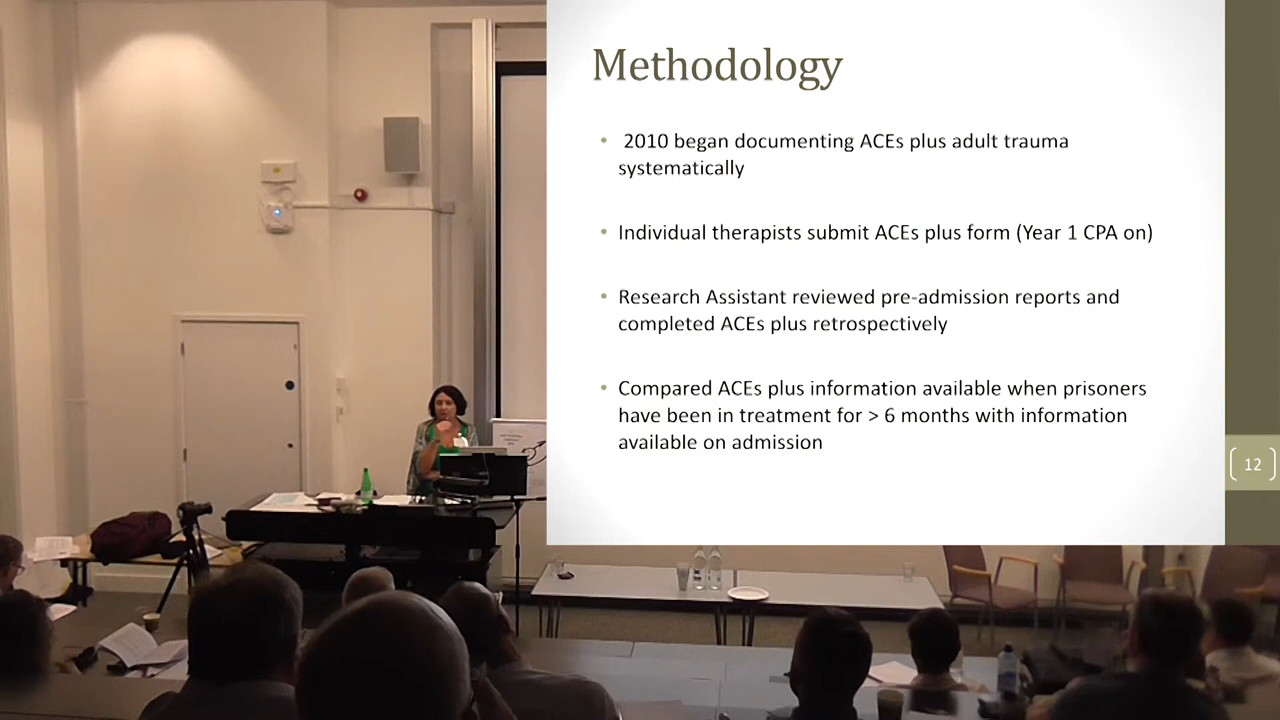 Methodology
2010 began documenting ACEs plus adult trauma
systematically
Individual therapists submit ACEs plus form (Year 1 CPA on)
Research Assistant reviewed pre-admission reports and
completed ACEs plus retrospectively
Compared ACEs plus information available when prisoners
have been in treatment for > 6 months with information
available on admission
12